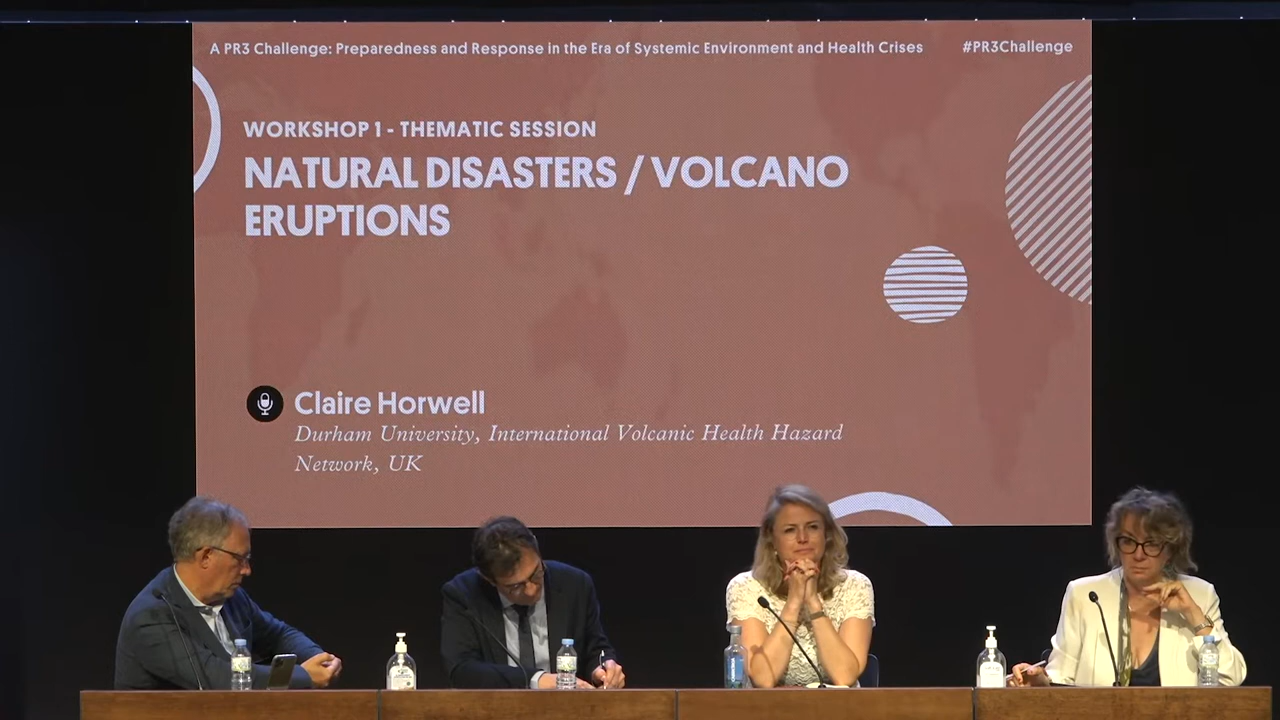 A PR3 Challenge: Preparedness and Response in the Era of Systemic Environment and Health Crises
#PR3Challenge
WORKSHOP 1 - THEMATIC SESSION
NATURAL DISASTERS / VOLCANO
ERUPTIONS
Claire Horwell
Durham University, International Volcanic Health Hazard
Network, UK